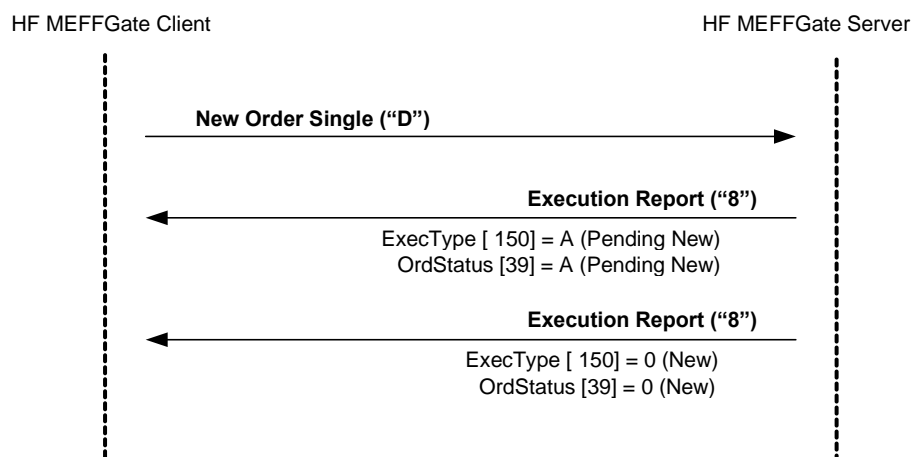 HF MEFFGate Client
HF MEFFGate Server
New Order Single (“D”)
Execution Report (“8”)
ExecType [ 150] = A (Pending New)
OrdStatus [39] = A (Pending New)
Execution Report (“8”)
ExecType [ 150] = 0 (New)
OrdStatus [39] = 0 (New)